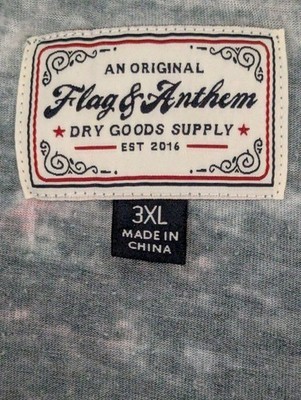 AN ORIGINAL
Flag & Anthem
★ DRY GOODS SUPPLY ★
EST 2016
3XL
MADE IN
CHINA